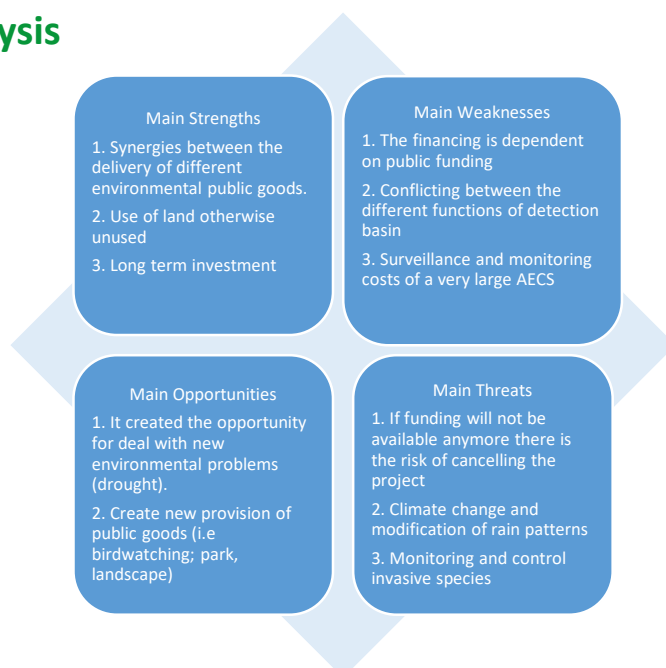 ysis
Main Strengths
1. Synergies between the
delivery of different
environmental public goods.
2. Use of land otherwise
unused
3. Long term investment
Main Weaknesses
1. The financing is dependent
on public funding
2. Conflicting between the
different functions of detection
basin
3. Surveillance and monitoring
costs of a very large AECS
Main Opportunities
1. It created the opportunity
for deal with new
environmental problems
(drought).
2. Create new provision of
public goods (i.e
birdwatching; park,
landscape)
Main Threats
1. If funding will not be
available anymore there is
the risk of cancelling the
project
2. Climate change and
modification of rain patterns
3. Monitoring and control
invasive species